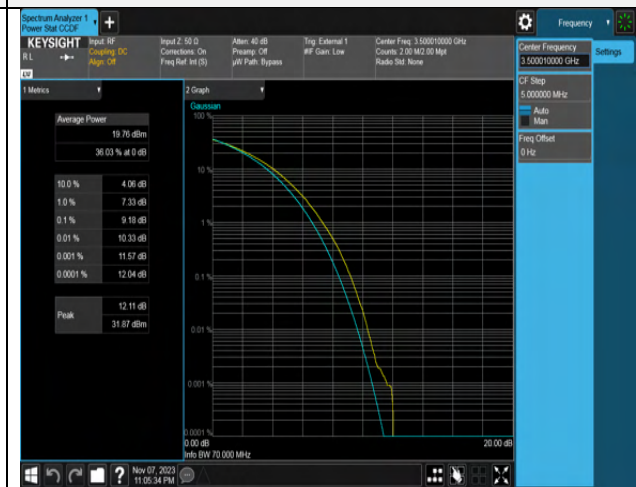 Spectrum Analyzer 1
Power Stat CCDF
Frequency
KEYSIGHT
RL
Input: RF
Coupling: DC
Align: Off
Input Z: 50 Ω
Corrections: On
Freq Ref: Int (S)
Atten: 40 dB
Preamp: Off
µW Path: Bypass
Trig: External 1
#IF Gain: Low
Center Freq: 3.500010000 GHz
Counts: 2.00 M/2.00 Mpt
Radio Std: None
Center Frequency
3.500010000 GHz
Settings
CF Step
5.000000 MHz
Auto
Man
Freq Offset
0 Hz
1 Metrics
Average Power
19.76 dBm
36.03 % at 0 dB
10.0 % 4.06 dB
1.0 % 7.33 dB
0.1 % 9.18 dB
0.01 % 10.33 dB
0.001 % 11.57 dB
0.0001 % 12.04 dB
Peak
12.11 dB
31.87 dBm
2 Graph
Gaussian
100 %
10 %
1 %
0.1 %
0.01 %
0.001 %
0.0001 %
0.00 dB
20.00 dB
Info BW 70.000 MHz
Nov 07, 2023
11:05:34 PM